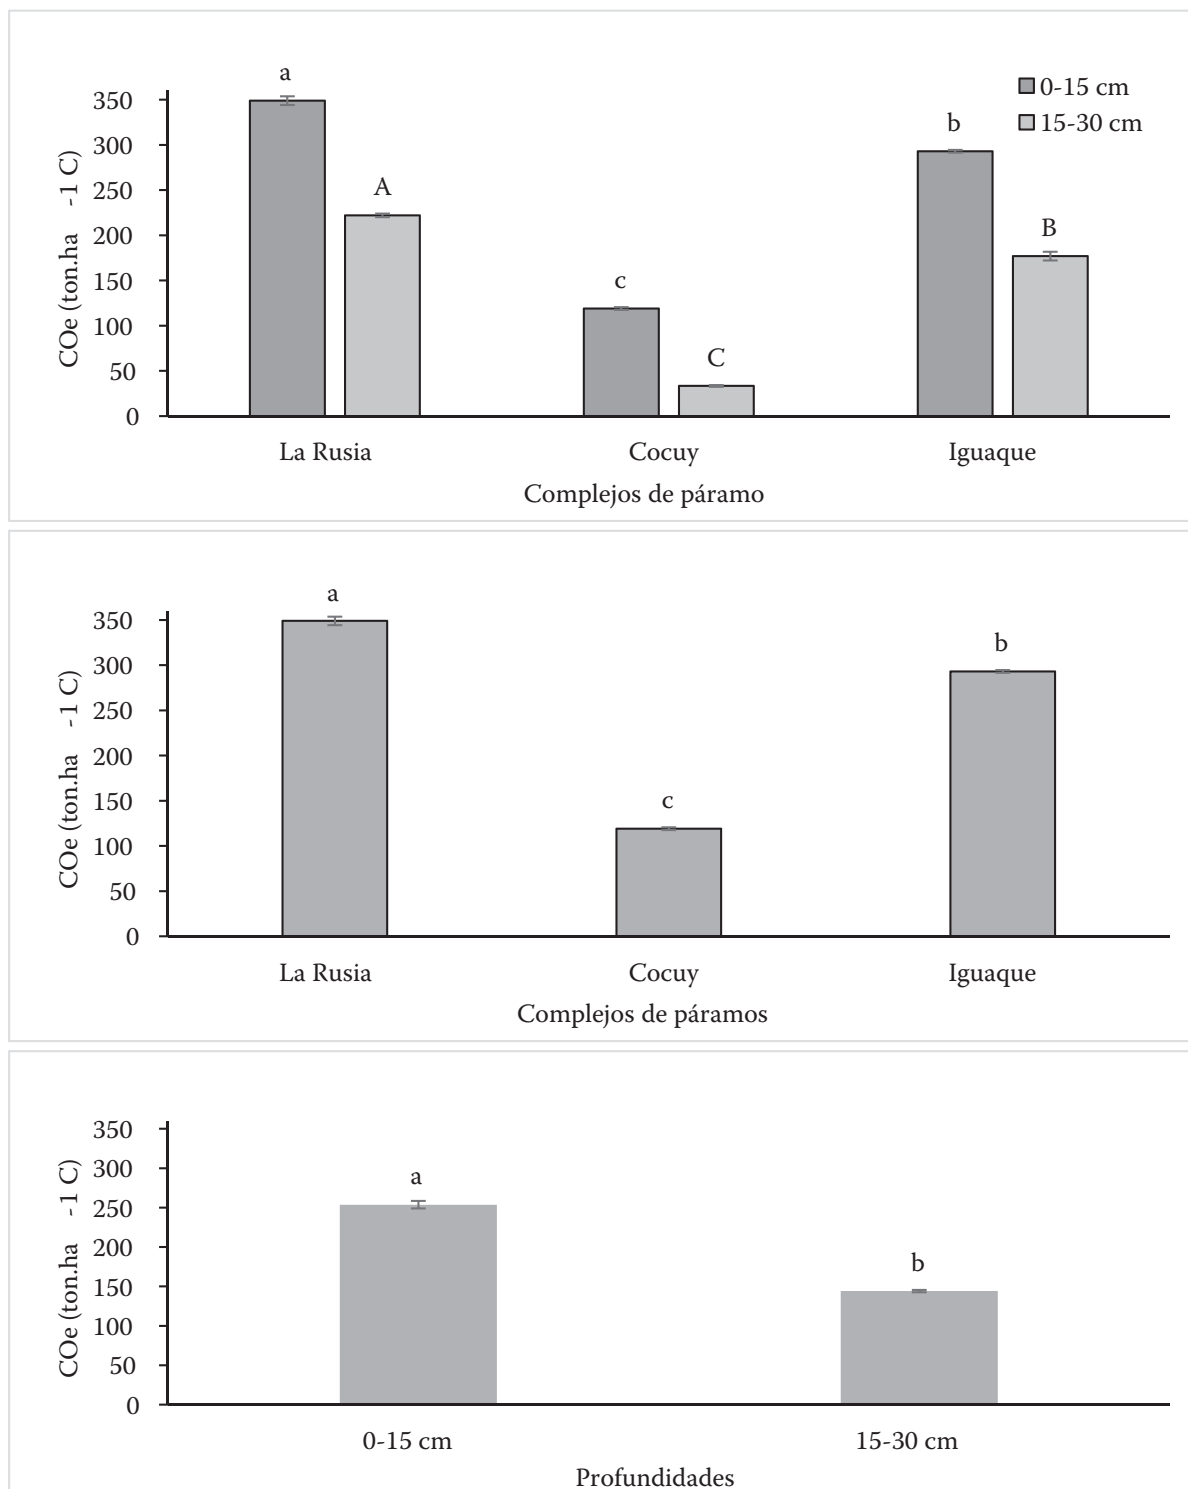 a
350
300
250
200
150
100
50
0
COe (ton.ha -1 C)
A
c
C
b
B
0-15 cm
15-30 cm
La Rusia
Cocuy
Iguaque
Complejos de páramo
a
350
300
250
200
150
100
50
0
COe (ton.ha -1 C)
c
b
La Rusia
Cocuy
Iguaque
Complejos de páramos
350
300
250
200
150
100
50
0
COe (ton.ha -1 C)
a
b
0-15 cm
15-30 cm
Profundidades